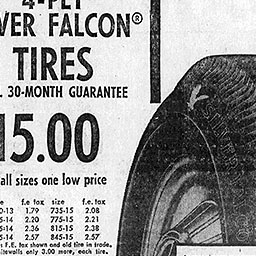 4-PLY
VER FALCON®
TIRES
30-MONTH GUARANTEE
15.00
all sizes one low price
f.e tax size f.e. tax
0-13 1.79 735-15 2.08
5-14 2.20 775-15 2.21
5-14 2.36 815-15 2.38
5-14 2.57 845-15 2.57
F.E. tax shown and old tire in trade.
itewalls only 3.00 more, each tire.